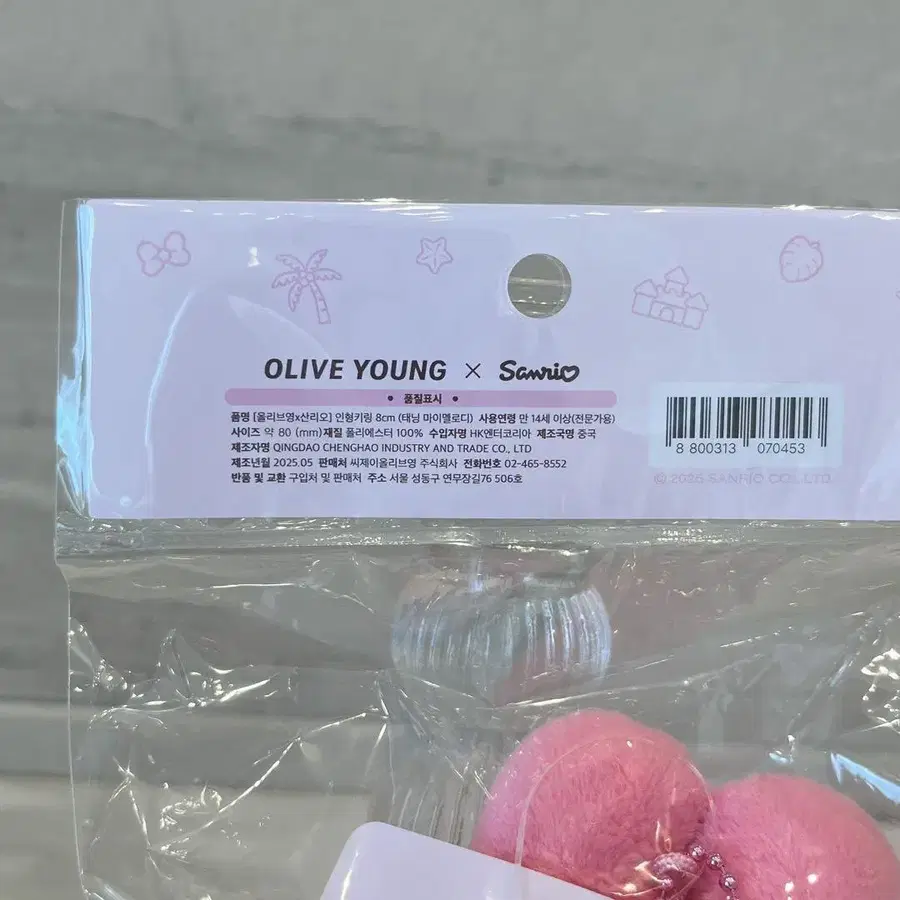 OLIVE YOUNG × Sanrio
• 품질표시 •
품명 [올리브영x산리오] 인형키링 8cm (태닝 마이멜로디) 사용연령 만 14세 이상(전문가용)
사이즈 약 80 (mm) 재질 폴리에스터 100% 수입자명 HK엔터코리아 제조국명 중국
제조자명 QINGDAO CHENGHAO INDUSTRY AND TRADE CO., LTD
제조년월 2025.05 판매처 씨제이올리브영 주식회사 전화번호 02-465-8552
반품 및 교환 구입처 및 판매처 주소 서울 성동구 연무장길76 506호
8 800313 070453
© 2025 SANRIO CO., LTD.